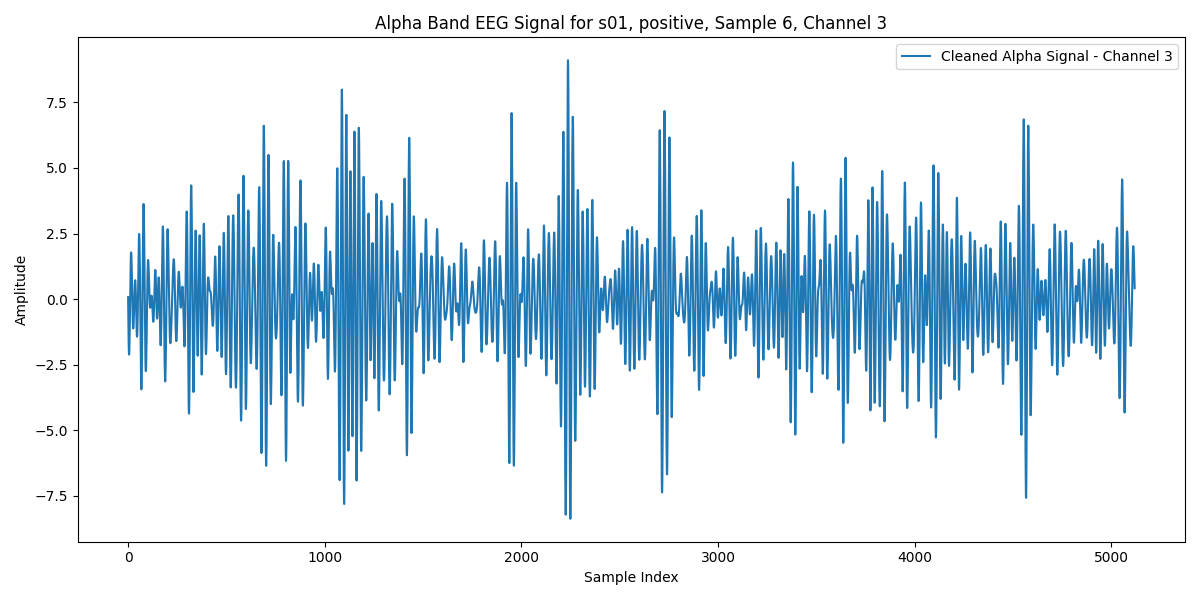 Alpha Band EEG Signal for s01, positive, Sample 6, Channel 3
Cleaned Alpha Signal - Channel 3
Amplitude
7.5
5.0
2.5
0.0
−2.5
−5.0
−7.5
0 1000 2000 3000 4000 5000
Sample Index